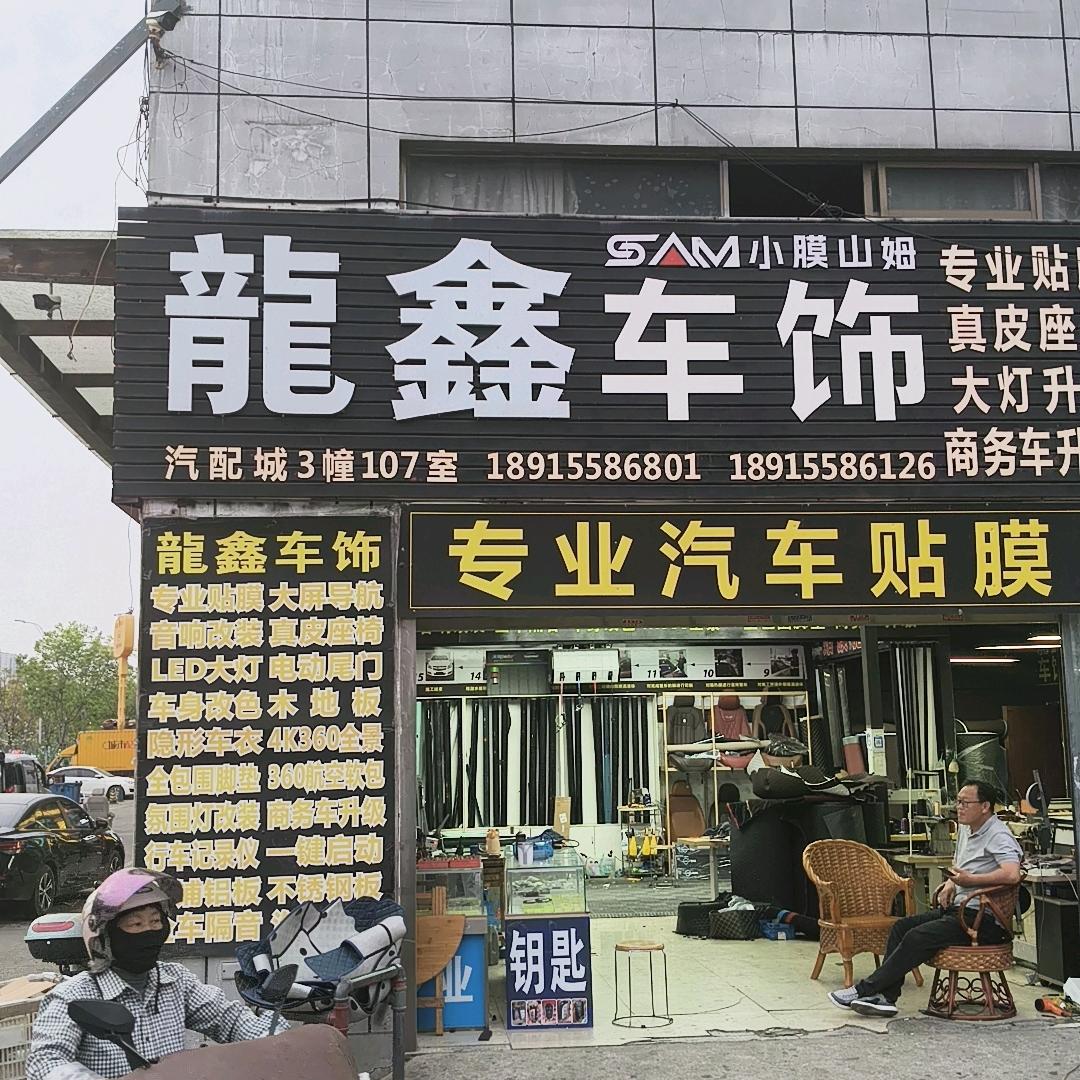 SAM小膜山姆
龍鑫车饰
专业贴
真皮座
大灯升
商务车升
汽配城3幢107室 18915586801 18915586126
专业汽车贴膜
龍鑫车饰
专业贴膜 大屏导航
音响改装 真皮座椅
LED大灯 电动尾门
车身改色 木地板
隐形车衣 4K360全景
全包围脚垫 360航空软包
氛围灯改装 商务车升级
行车记录仪 一键启动
铺铝板 不锈钢板
车隔音
14
11
10
9
钥匙
业